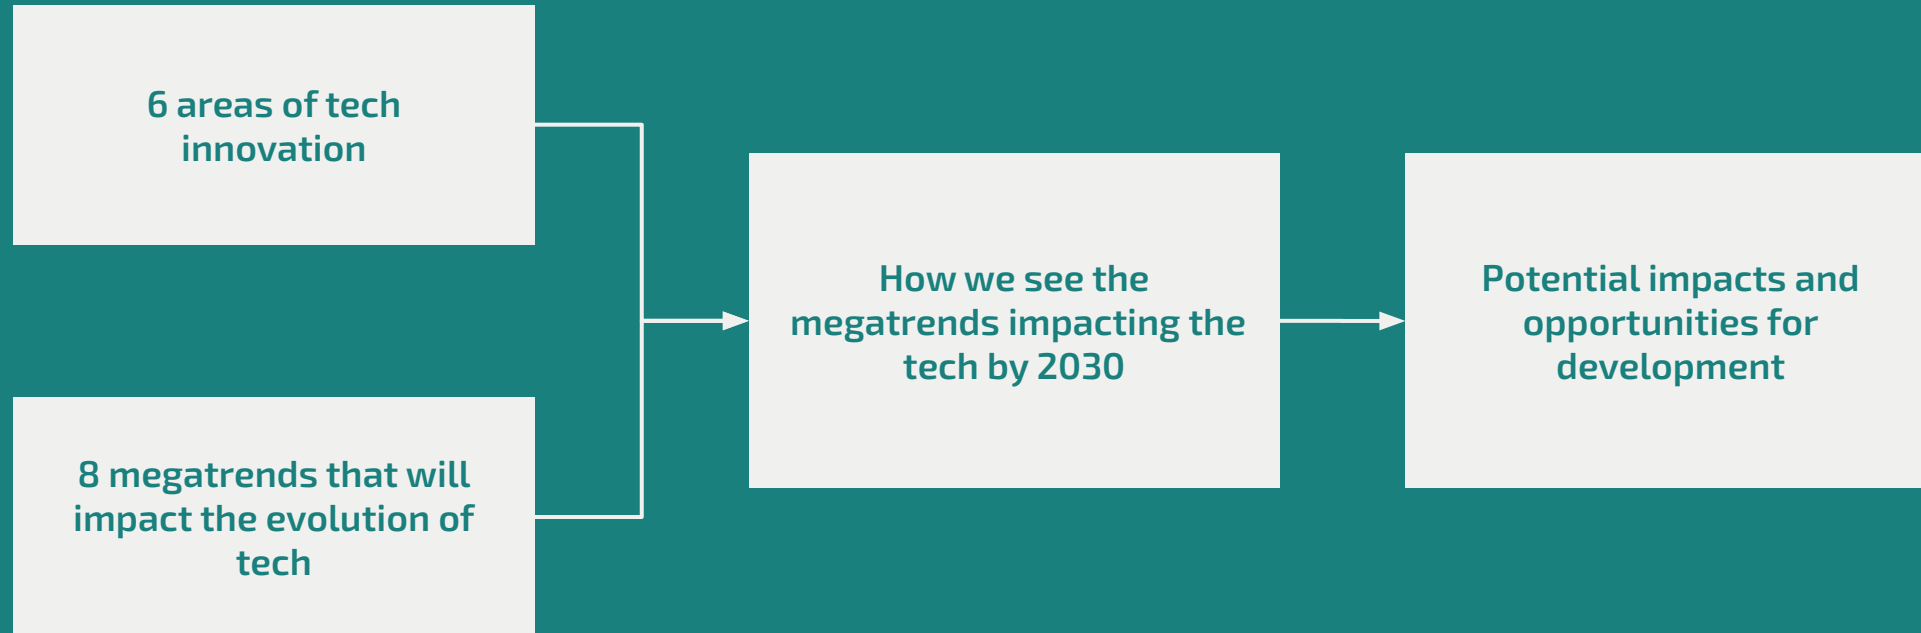 6 areas of tech
innovation
8 megatrends that will
impact the evolution of
tech
How we see the
megatrends impacting the
tech by 2030
Potential impacts and
opportunities for
development